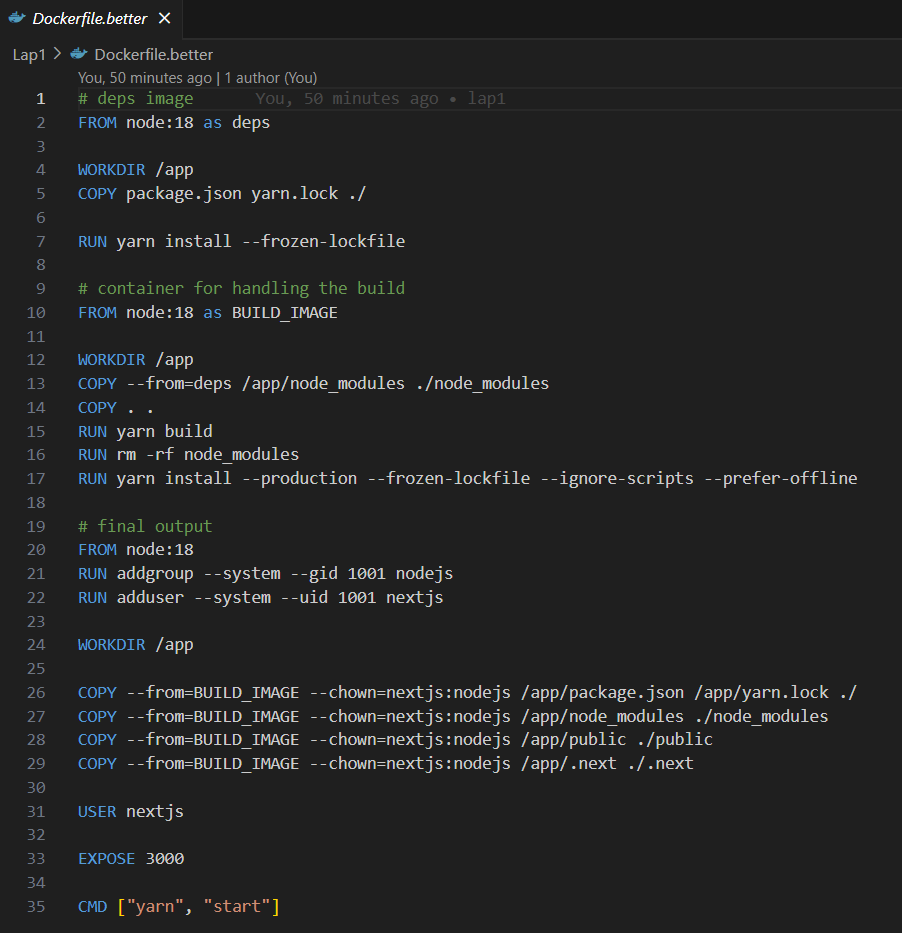 Dockerfile.better
Lap1 > Dockerfile.better
You, 50 minutes ago | 1 author (You)
1 # deps image You, 50 minutes ago • lap1
2 FROM node:18 as deps
3
4 WORKDIR /app
5 COPY package.json yarn.lock ./
6
7 RUN yarn install --frozen-lockfile
8
9 # container for handling the build
10 FROM node:18 as BUILD_IMAGE
11
12 WORKDIR /app
13 COPY --from=deps /app/node_modules ./node_modules
14 COPY . .
15 RUN yarn build
16 RUN rm -rf node_modules
17 RUN yarn install --production --frozen-lockfile --ignore-scripts --prefer-offline
18
19 # final output
20 FROM node:18
21 RUN addgroup --system --gid 1001 nodejs
22 RUN adduser --system --uid 1001 nextjs
23
24 WORKDIR /app
25
26 COPY --from=BUILD_IMAGE --chown=nextjs:nodejs /app/package.json /app/yarn.lock ./
27 COPY --from=BUILD_IMAGE --chown=nextjs:nodejs /app/node_modules ./node_modules
28 COPY --from=BUILD_IMAGE --chown=nextjs:nodejs /app/public ./public
29 COPY --from=BUILD_IMAGE --chown=nextjs:nodejs /app/.next ./.next
30
31 USER nextjs
32
33 EXPOSE 3000
34
35 CMD ["yarn", "start"]